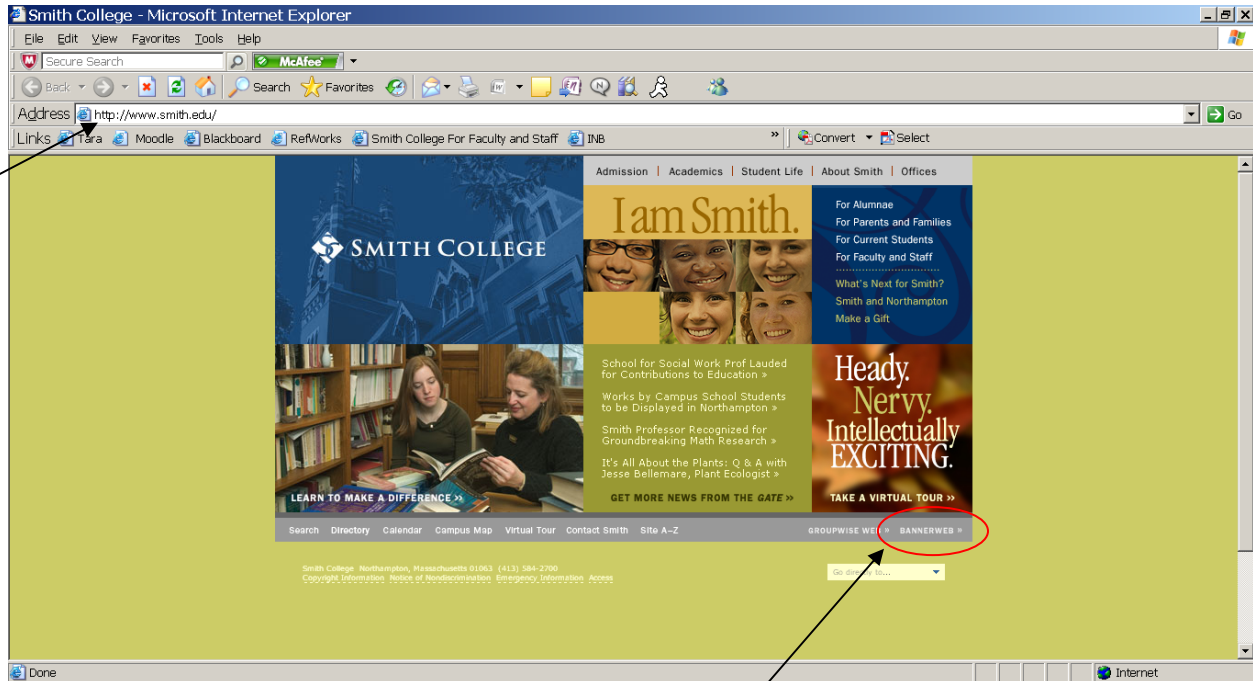 Smith College - Microsoft Internet Explorer
File Edit View Favorites Tools Help
Secure Search McAfee
Back Search Favorites
Address http://www.smith.edu/ Go
Links Tara Moodle Blackboard RefWorks Smith College For Faculty and Staff INB » Convert Select
Admission | Academics | Student Life | About Smith | Offices
SMITH COLLEGE
I am Smith.
For Alumnae
For Parents and Families
For Current Students
For Faculty and Staff
What's Next for Smith?
Smith and Northampton
Make a Gift
LEARN TO MAKE A DIFFERENCE »
School for Social Work Prof Lauded
for Contributions to Education »
Works by Campus School Students
to be Displayed in Northampton »
Smith Professor Recognized for
Groundbreaking Math Research »
It's All About the Plants: Q & A with
Jesse Bellemare, Plant Ecologist »
GET MORE NEWS FROM THE GATE »
Heady.
Nervy.
Intellectually
EXCITING.
TAKE A VIRTUAL TOUR »
Search Directory Calendar Campus Map Virtual Tour Contact Smith Site A–Z GROUPWISE WEB » BANNERWEB »
Smith College Northampton, Massachusetts 01063 (413) 584-2700
Copyright Information Notice of Nondiscrimination Emergency Information Access
Go directly to...
Done Internet